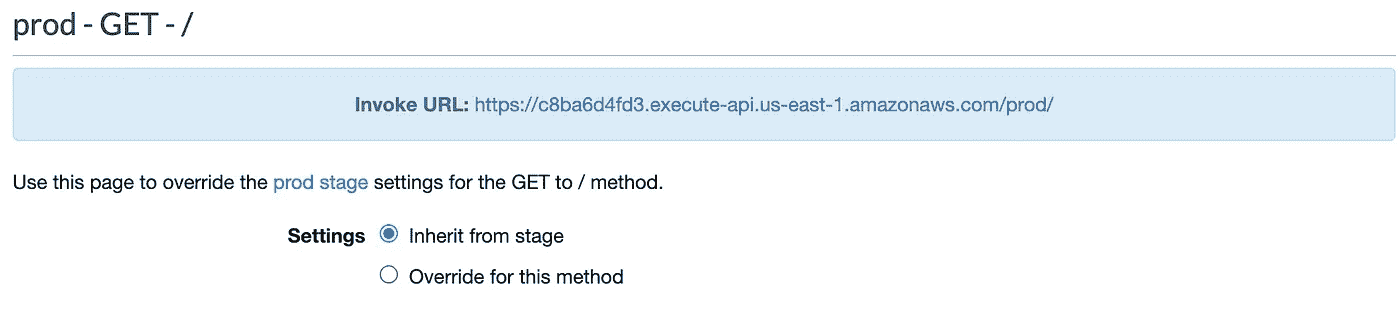 prod - GET - /
Invoke URL: https://c8ba6d4fd3.execute-api.us-east-1.amazonaws.com/prod/
Use this page to override the prod stage settings for the GET to / method.
Settings Inherit from stage
Override for this method